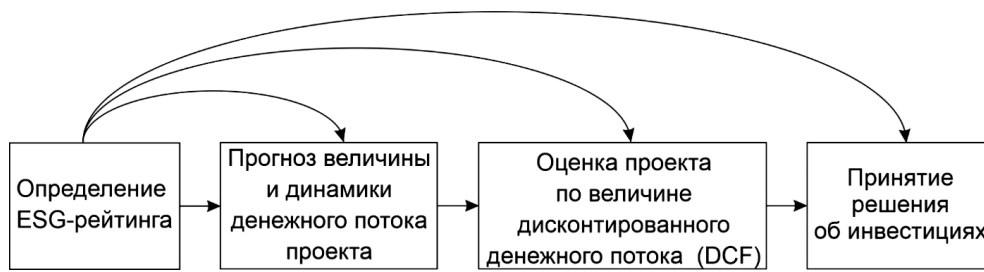 Определение
ESG-рейтинга
Прогноз величины
и динамики
денежного потока
проекта
Оценка проекта
по величине
дисконтированного
денежного потока (DCF)
Принятие
решения
об инвестициях